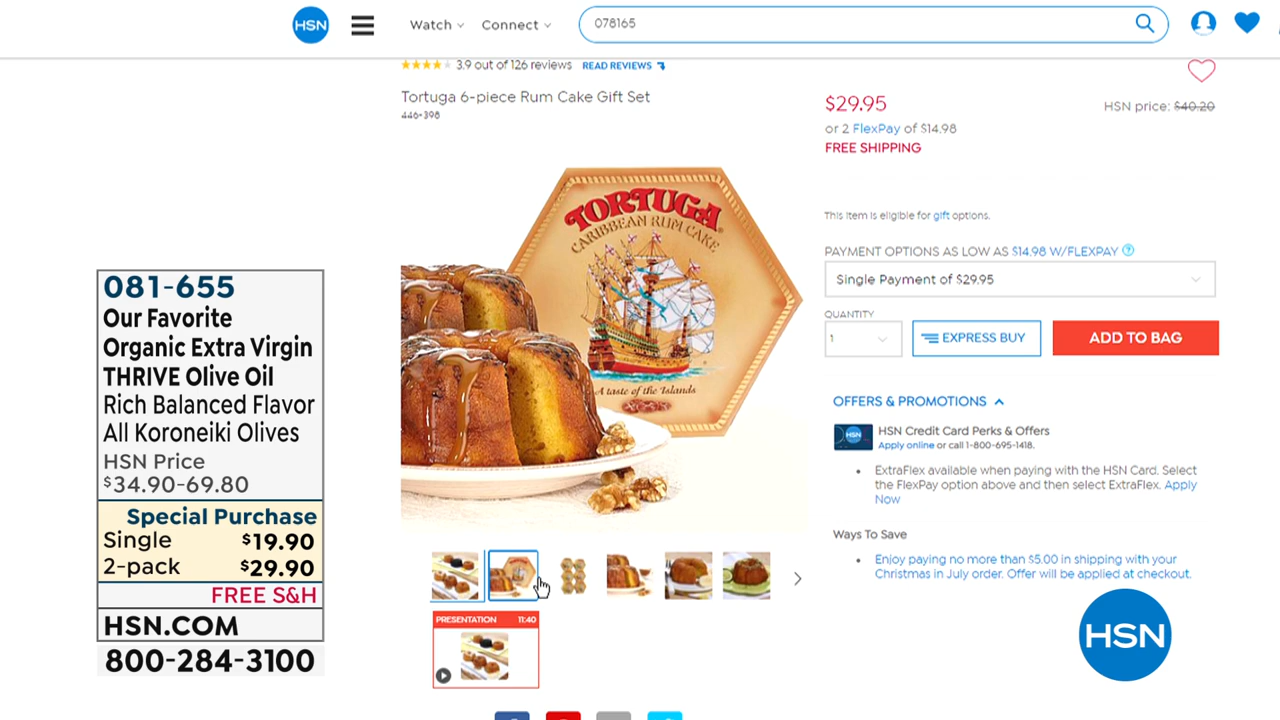 HSN
Watch
Connect
078165
3.9 out of 126 reviews
READ REVIEWS
Tortuga 6-piece Rum Cake Gift Set
446-398
$29.95
HSN price: $40.20
or 2 FlexPay of $14.98
FREE SHIPPING
This item is eligible for gift options.
PAYMENT OPTIONS AS LOW AS $14.98 W/FLEXPAY ?
Single Payment of $29.95
QUANTITY
1
EXPRESS BUY
ADD TO BAG
OFFERS & PROMOTIONS
HSN
HSN Credit Card Perks & Offers
Apply online or call 1-800-695-1418.
ExtraFlex available when paying with the HSN Card. Select
the FlexPay option above and then select ExtraFlex. Apply
Now
Ways To Save
Enjoy paying no more than $5.00 in shipping with your
Christmas in July order. Offer will be applied at checkout.
TORTUGA
CARIBBEAN RUM CAKE
A taste of the Islands
PRESENTATION 11:40
081-655
Our Favorite
Organic Extra Virgin
THRIVE Olive Oil
Rich Balanced Flavor
All Koroneiki Olives
HSN Price
$34.90-69.80
Special Purchase
Single $19.90
2-pack $29.90
FREE S&H
HSN.COM
800-284-3100
HSN